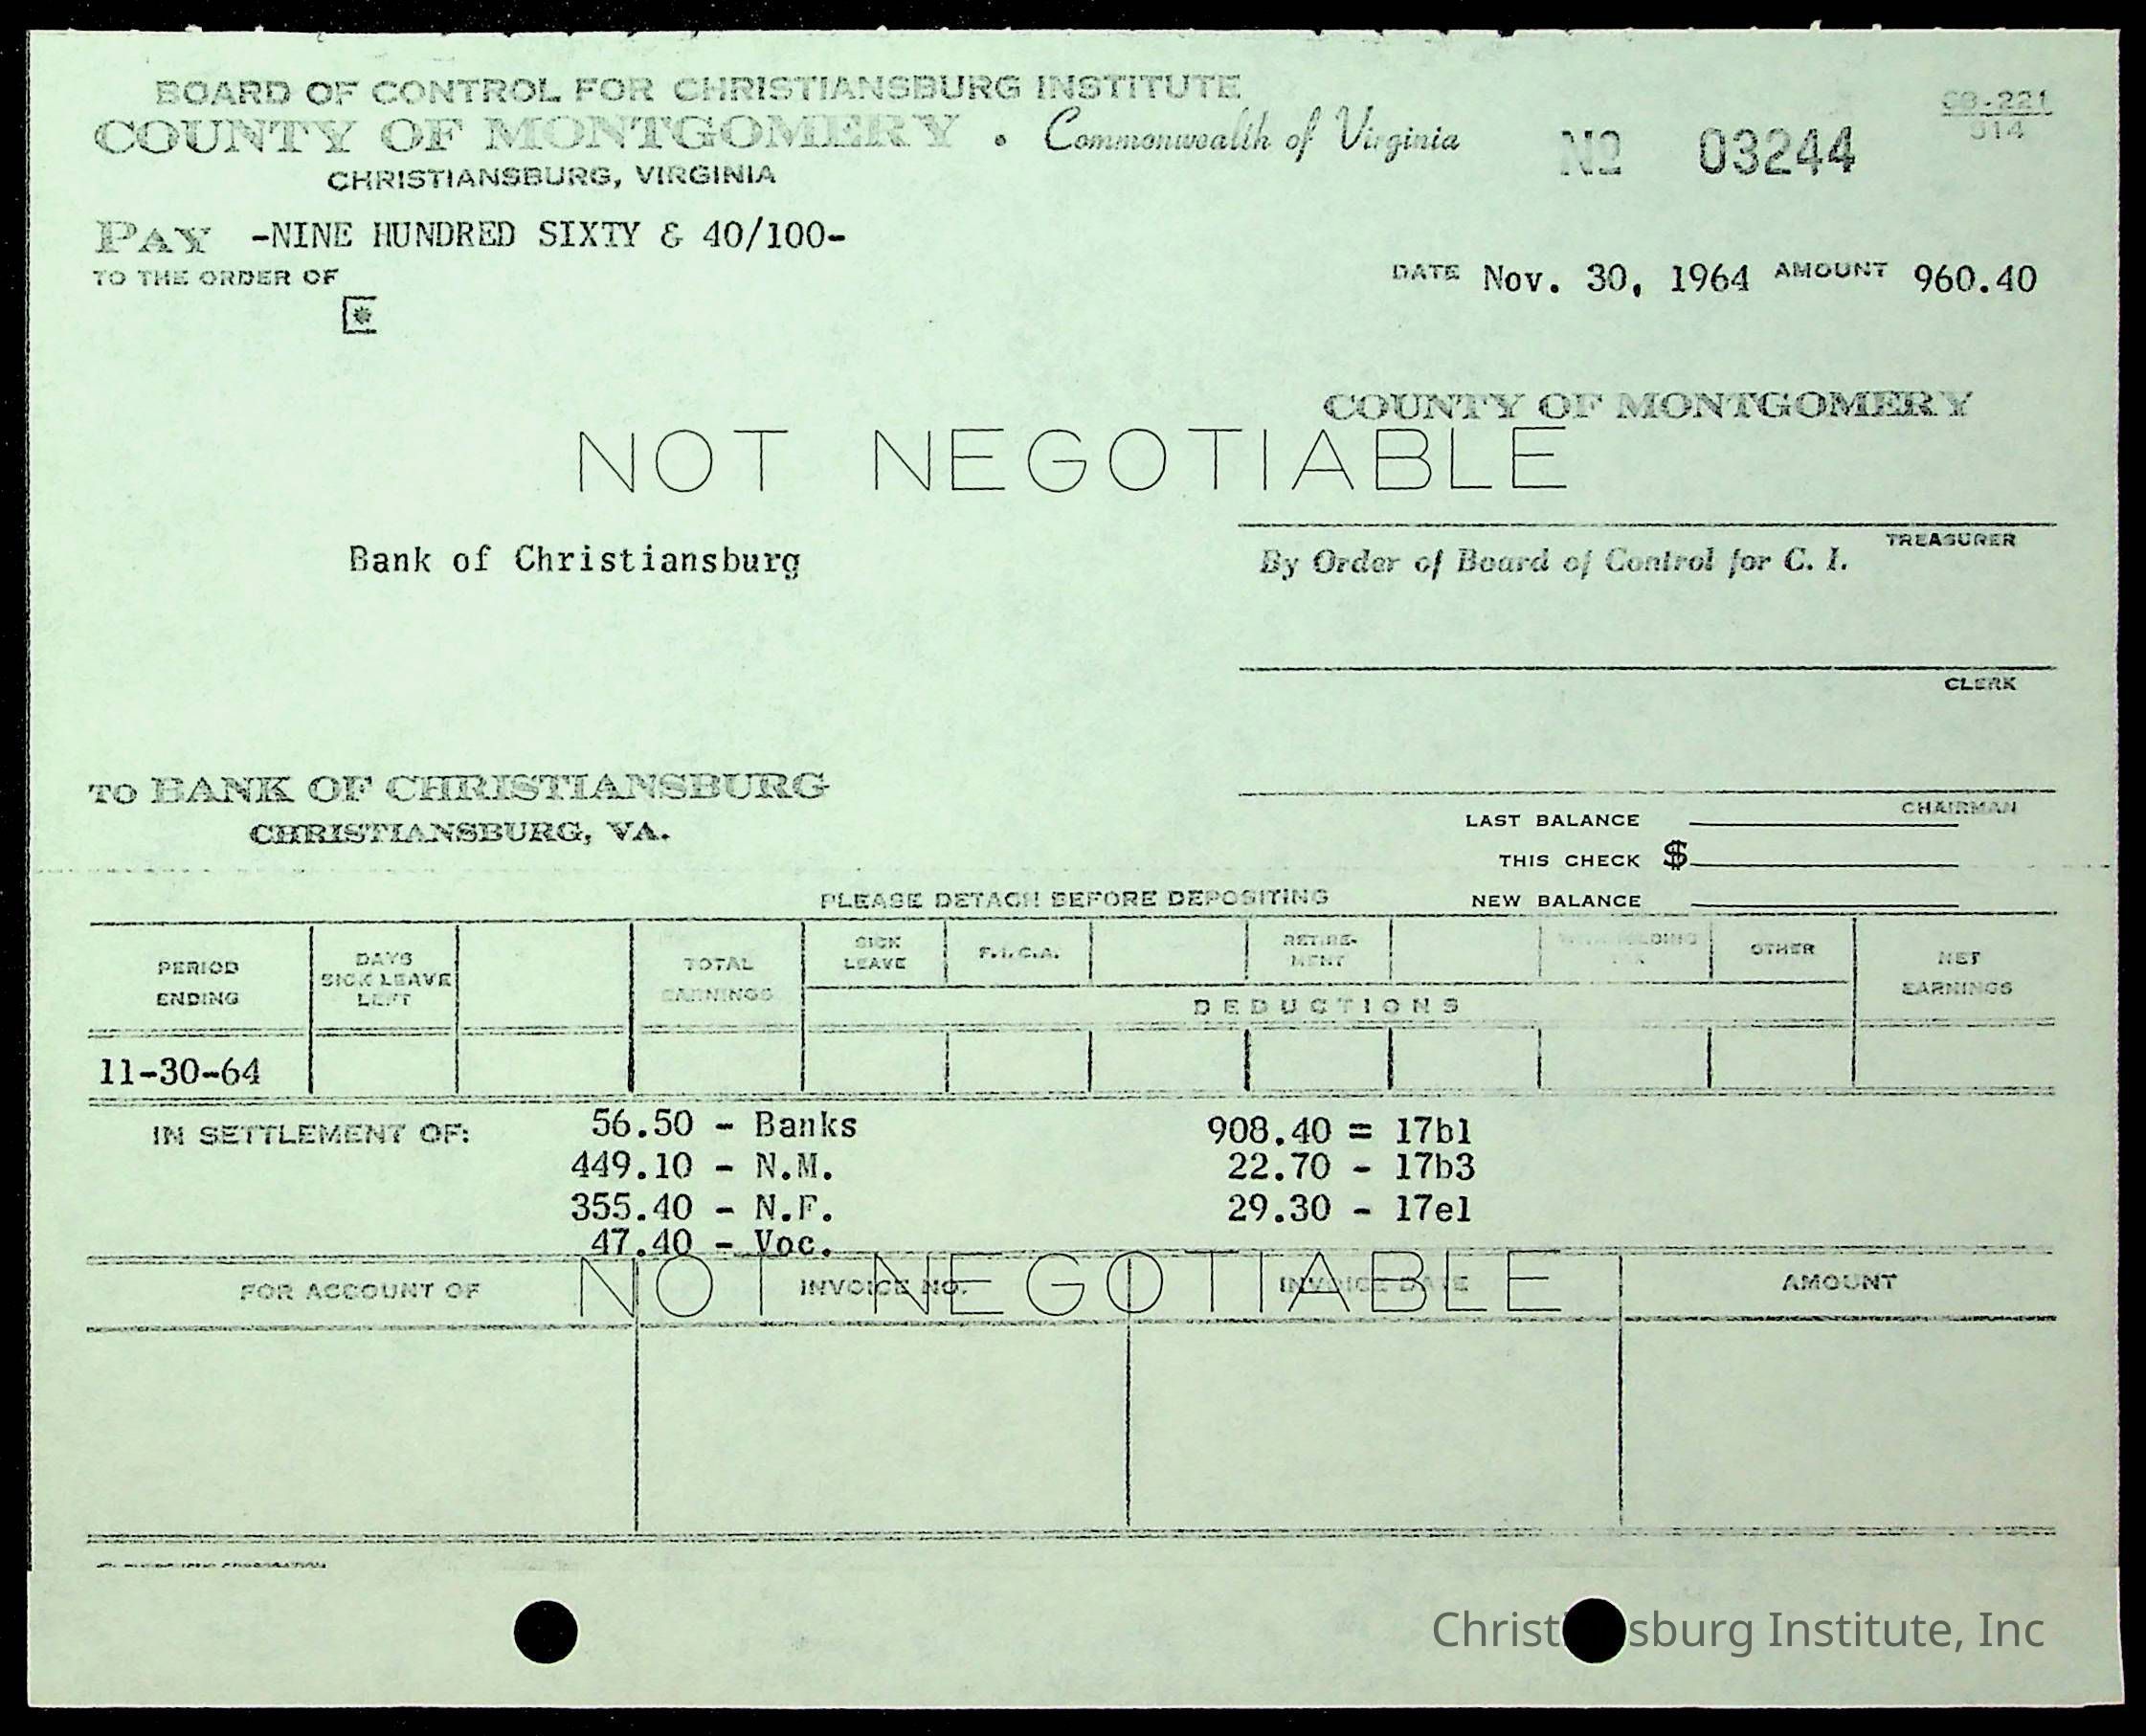 BOARD OF CONTROL FOR CHRISTIANSBURG INSTITUTE
COUNTY OF MONTGOMERY • Commonwealth of Virginia
CHRISTIANSBURG, VIRGINIA
No 03244
68-221
514
PAY -NINE HUNDRED SIXTY & 40/100-
TO THE ORDER OF
DATE Nov. 30, 1964 AMOUNT 960.40
COUNTY OF MONTGOMERY
NOT NEGOTIABLE
TREASURER
Bank of Christiansburg
By Order of Board of Control for C. I.
CLERK
TO BANK OF CHRISTIANSBURG
CHRISTIANSBURG, VA.
CHAIRMAN
LAST BALANCE
THIS CHECK $
NEW BALANCE
PLEASE DETACH BEFORE DEPOSITING
PERIOD ENDING
DAYS SICK LEAVE LEFT
TOTAL EARNINGS
SICK LEAVE
F.I.C.A.
RETIRE-MENT
WITHHOLDING
OTHER
NET EARNINGS
DEDUCTIONS
11-30-64
IN SETTLEMENT OF:
56.50 - Banks 908.40 = 17b1
449.10 - N.M. 22.70 - 17b3
355.40 - N.F. 29.30 - 17e1
47.40 - Voc.
NOT NEGOTIABLE
FOR ACCOUNT OF INVOICE NO. INVOICE DATE AMOUNT
Christ sburg Institute, Inc